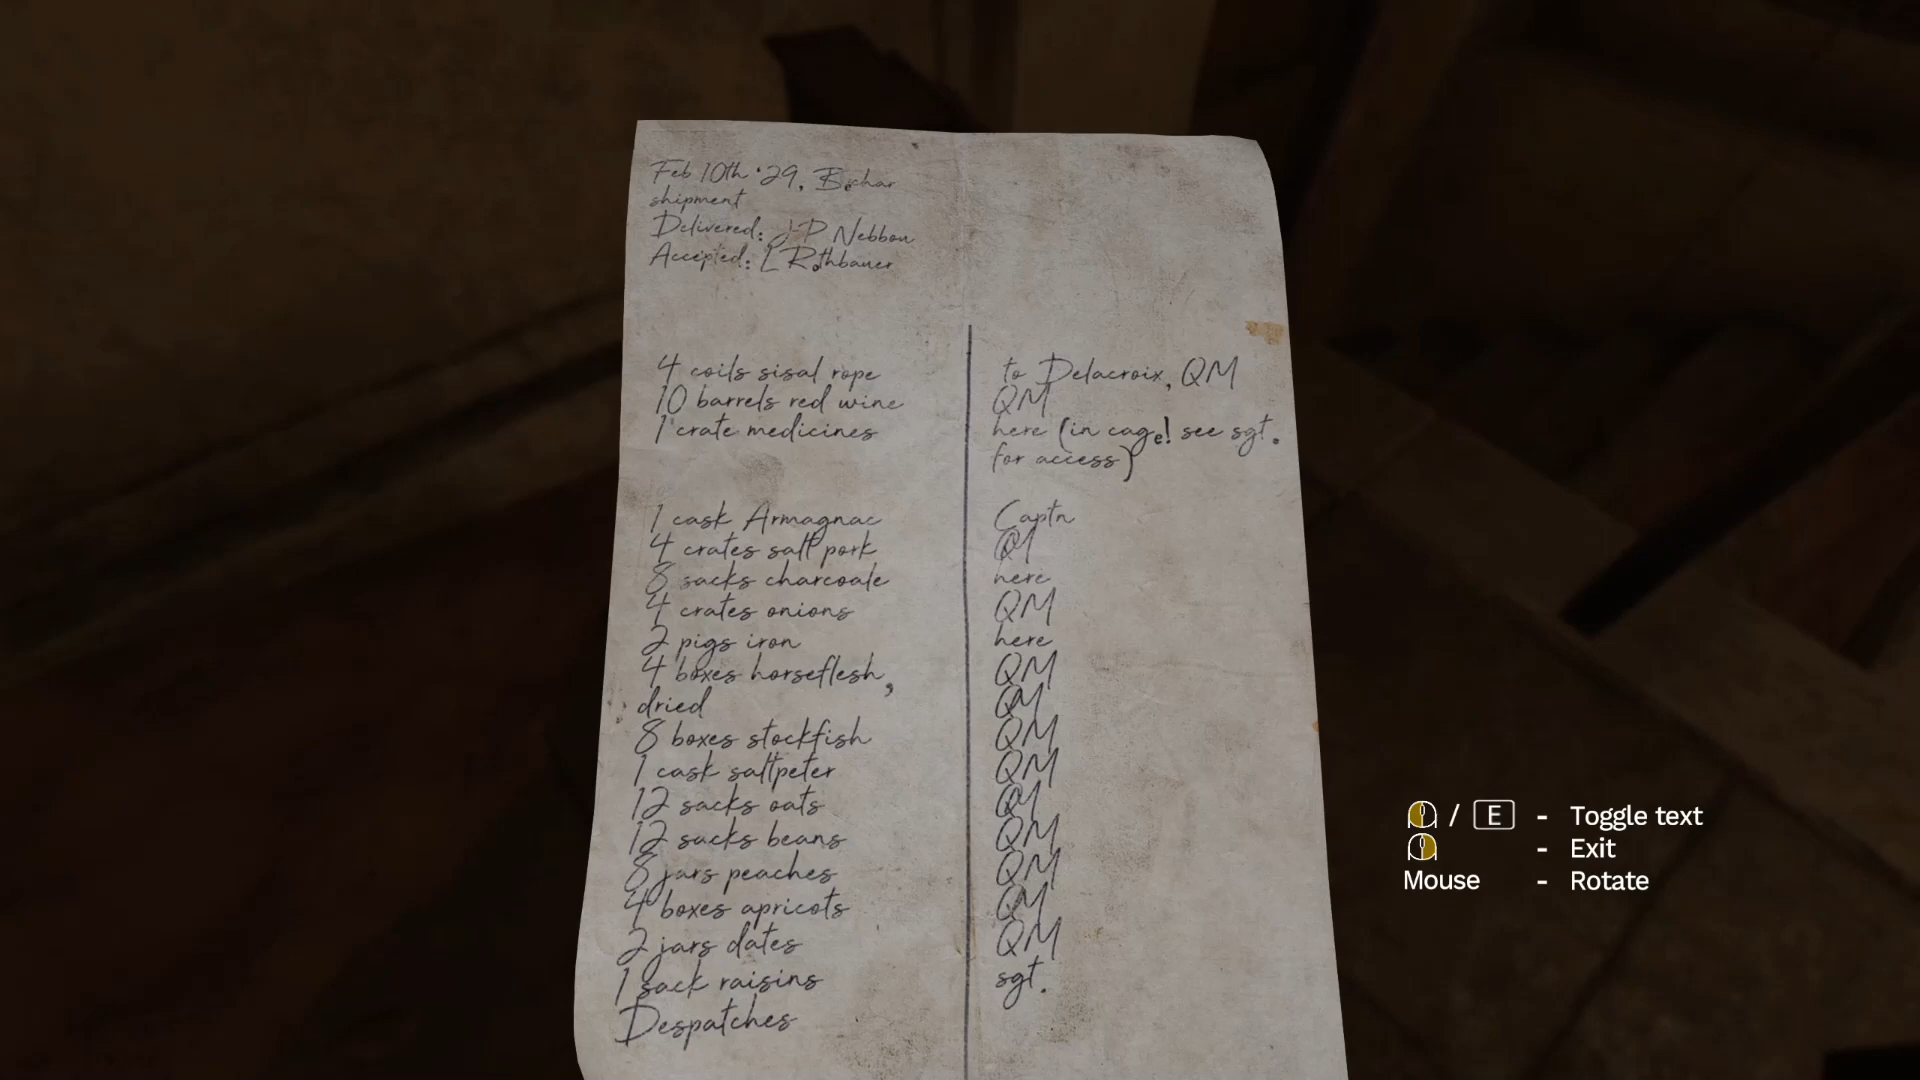 Feb 10th '29, Bechar
shipment
Delivered: J-P Nebbou
Accepted: L Rothbauer
4 coils sisal rope
10 barrels red wine
1 crate medicines
1 cask Armagnac
4 crates salt pork
8 sacks charcoale
4 crates onions
2 pigs iron
4 boxes horseflesh,
dried
8 boxes stockfish
1 cask saltpeter
12 sacks oats
12 sacks beans
8 jars peaches
4 boxes apricots
2 jars dates
1 sack raisins
Despatches
to Delacroix, QM
QM
here (in cage! see sgt.
for access)
Captn
QM
here
QM
here
QM
QM
QM
QM
QM
QM
QM
QM
QM
sgt.
/ E - Toggle text
- Exit
Mouse - Rotate